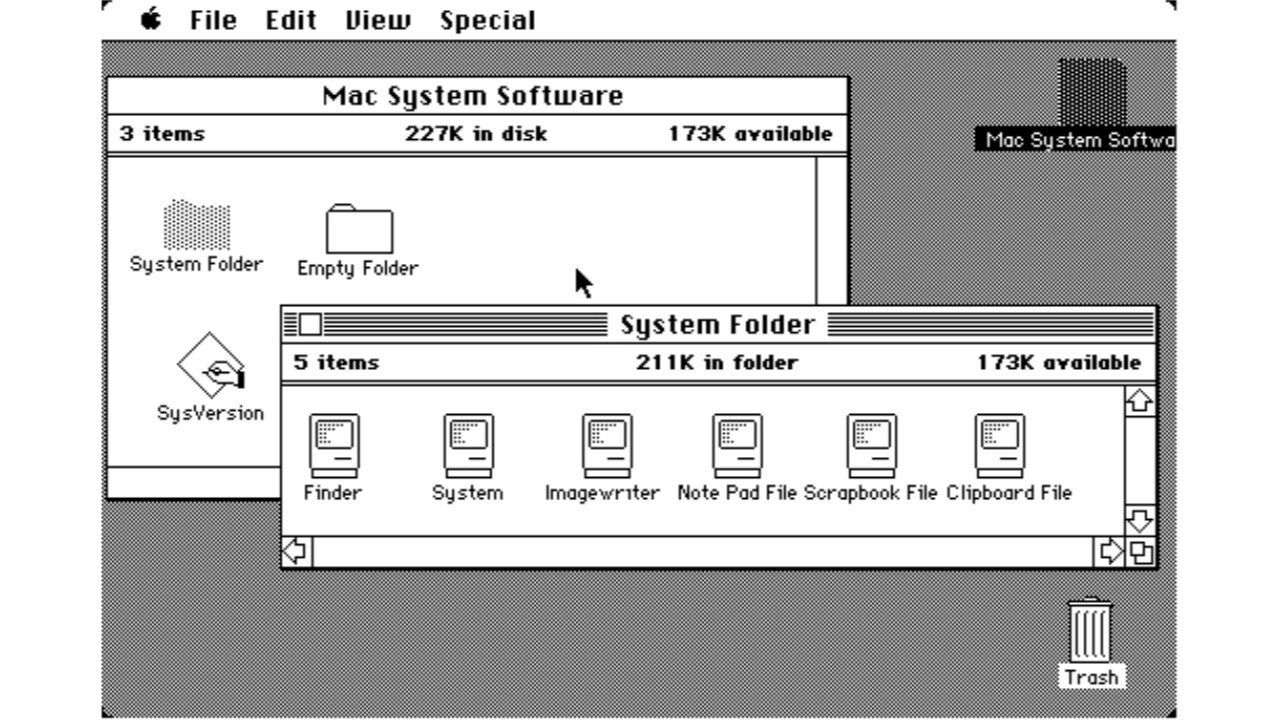 File Edit View Special
Mac System Software
3 items 227K in disk 173K available
Mac System Softwa
System Folder Empty Folder
SysVersion
System Folder
5 items 211K in folder 173K available
Finder System Imagewriter Note Pad File Scrapbook File Clipboard File
Trash